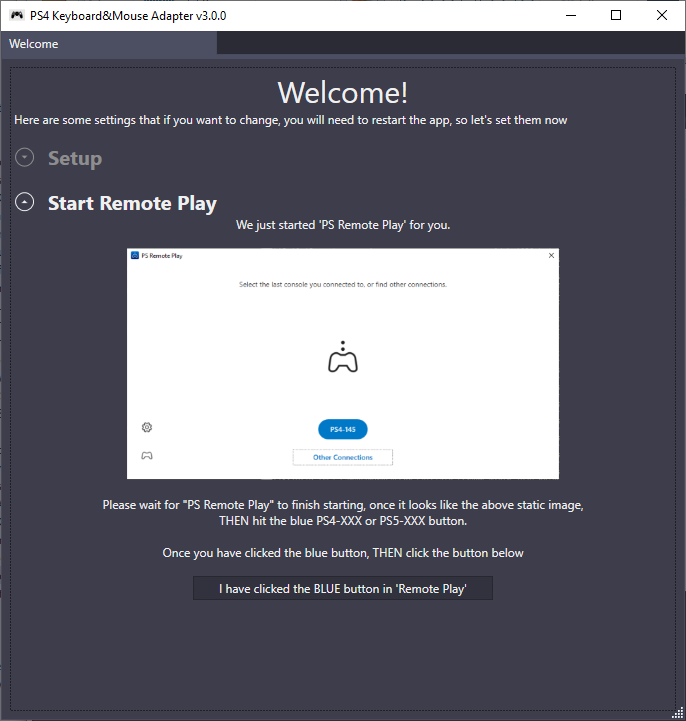 PS4 Keyboard&Mouse Adapter v3.0.0
Welcome
Welcome!
Here are some settings that if you want to change, you will need to restart the app, so let's set them now
Setup
Start Remote Play
We just started 'PS Remote Play' for you.
PS Remote Play
Select the last console you connected to, or find other connections.
PS4-145
Other Connections
Please wait for "PS Remote Play" to finish starting, once it looks like the above static image,
THEN hit the blue PS4-XXX or PS5-XXX button.
Once you have clicked the blue button, THEN click the button below
I have clicked the BLUE button in 'Remote Play'